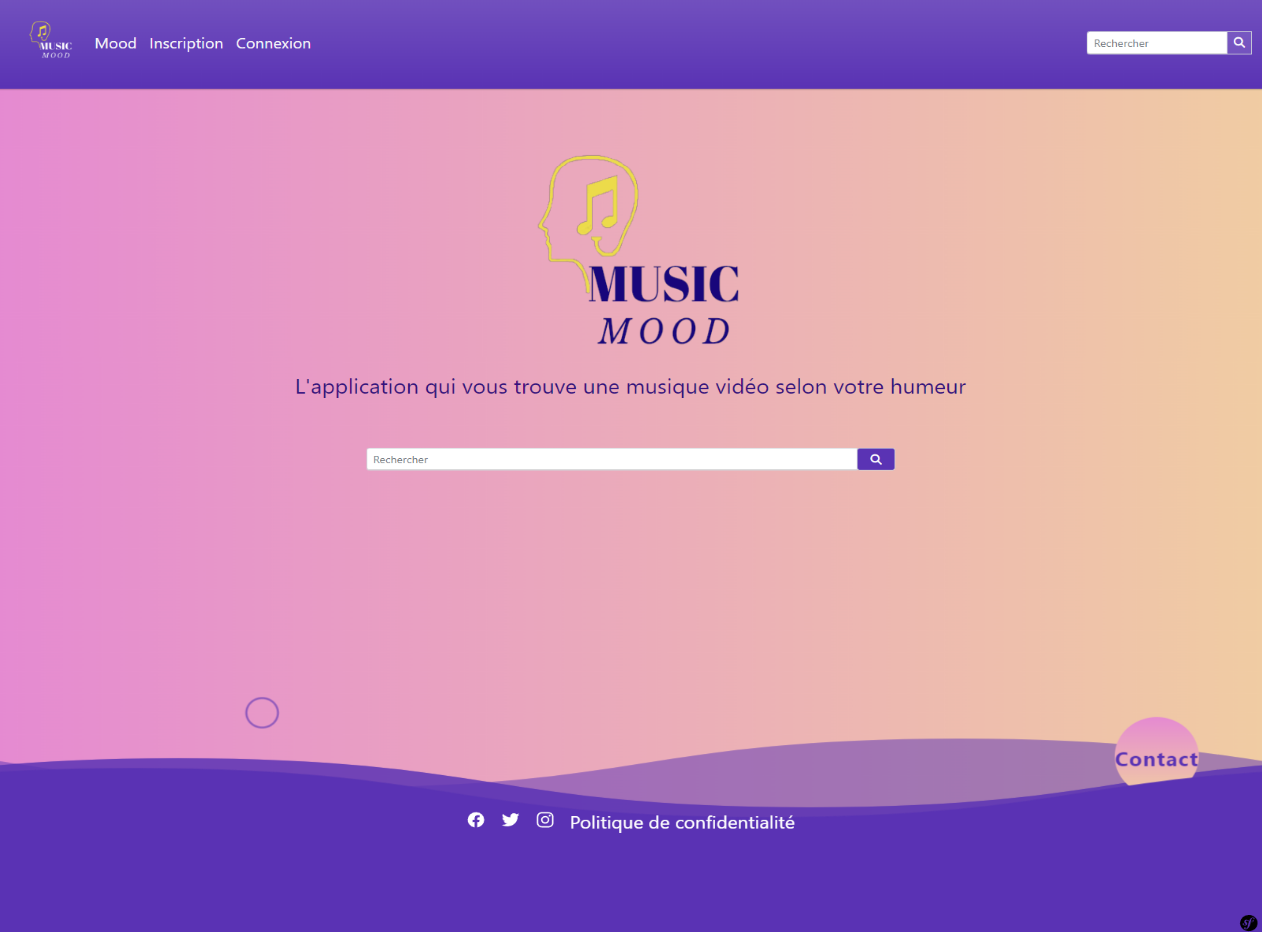 MUSIC
MOOD
Mood Inscription Connexion
Rechercher
MUSIC
MOOD
L'application qui vous trouve une musique vidéo selon votre humeur
Rechercher
Contact
Politique de confidentialité
sf